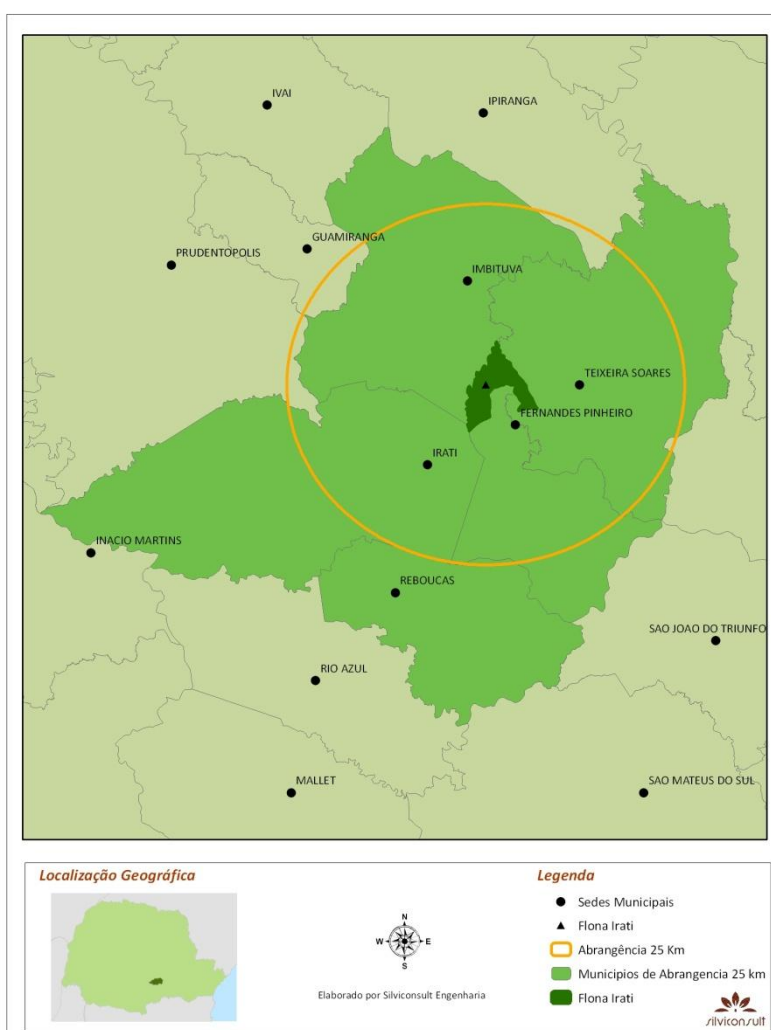 IVAI
IPIRANGA
GUAMIRANGA
PRUDENTOPOLIS
IMBITUVA
TEIXEIRA SOARES
FERNANDES PINHEIRO
IRATI
INACIO MARTINS
REBOUCAS
SAO JOAO DO TRIUNFO
RIO AZUL
MALLET
SAO MATEUS DO SUL
Localização Geográfica
N
W
E
S
Elaborado por Silviconsult Engenharia
Legenda
Sedes Municipais
Flona Irati
Abrangência 25 Km
Municipios de Abrangencia 25 km
Flona Irati
silviconsult